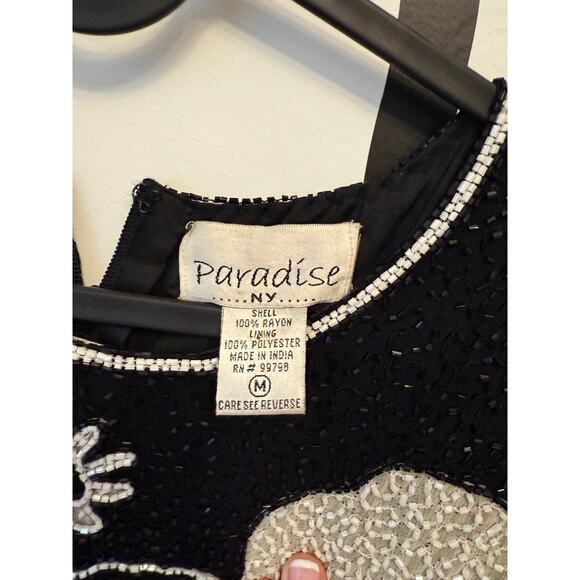 Paradise
.....NY......
SHELL
100% RAYON
LINING
100% POLYESTER
MADE IN INDIA
RN# 99798
M
CARE SEE REVERSE